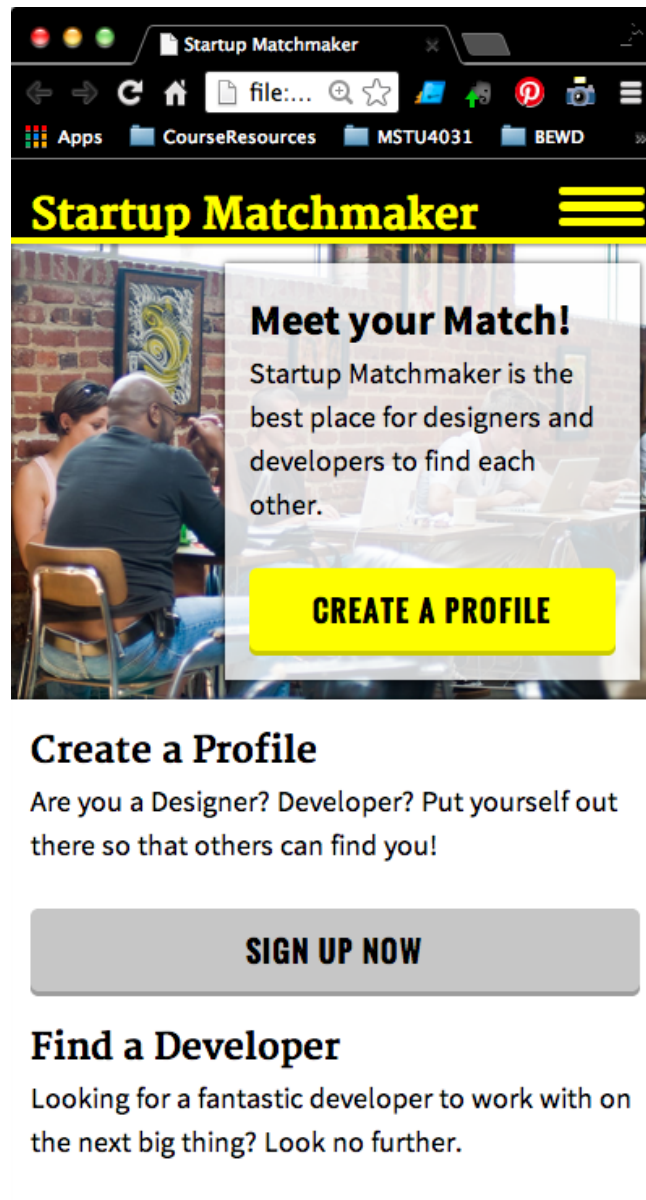 Startup Matchmaker
file:...
Apps CourseResources MSTU4031 BEWD »
Startup Matchmaker
Meet your Match!
Startup Matchmaker is the
best place for designers and
developers to find each
other.
CREATE A PROFILE
Create a Profile
Are you a Designer? Developer? Put yourself out
there so that others can find you!
SIGN UP NOW
Find a Developer
Looking for a fantastic developer to work with on
the next big thing? Look no further.